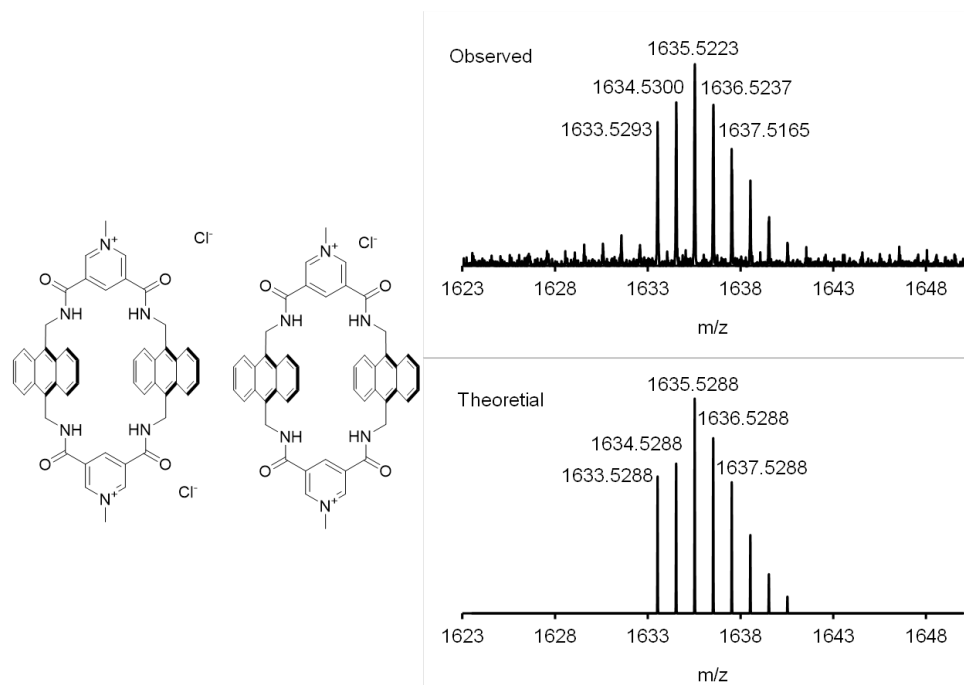 N+
Cl-
O
O
NH
HN
NH
HN
O
O
N+
Cl-
N+
Cl-
O
O
NH
HN
NH
HN
O
O
N+
Observed
1635.5223
1634.5300
1636.5237
1633.5293
1637.5165
1623 1628 1633 1638 1643 1648
m/z
Theoretial
1635.5288
1634.5288
1636.5288
1633.5288
1637.5288
1623 1628 1633 1638 1643 1648
m/z